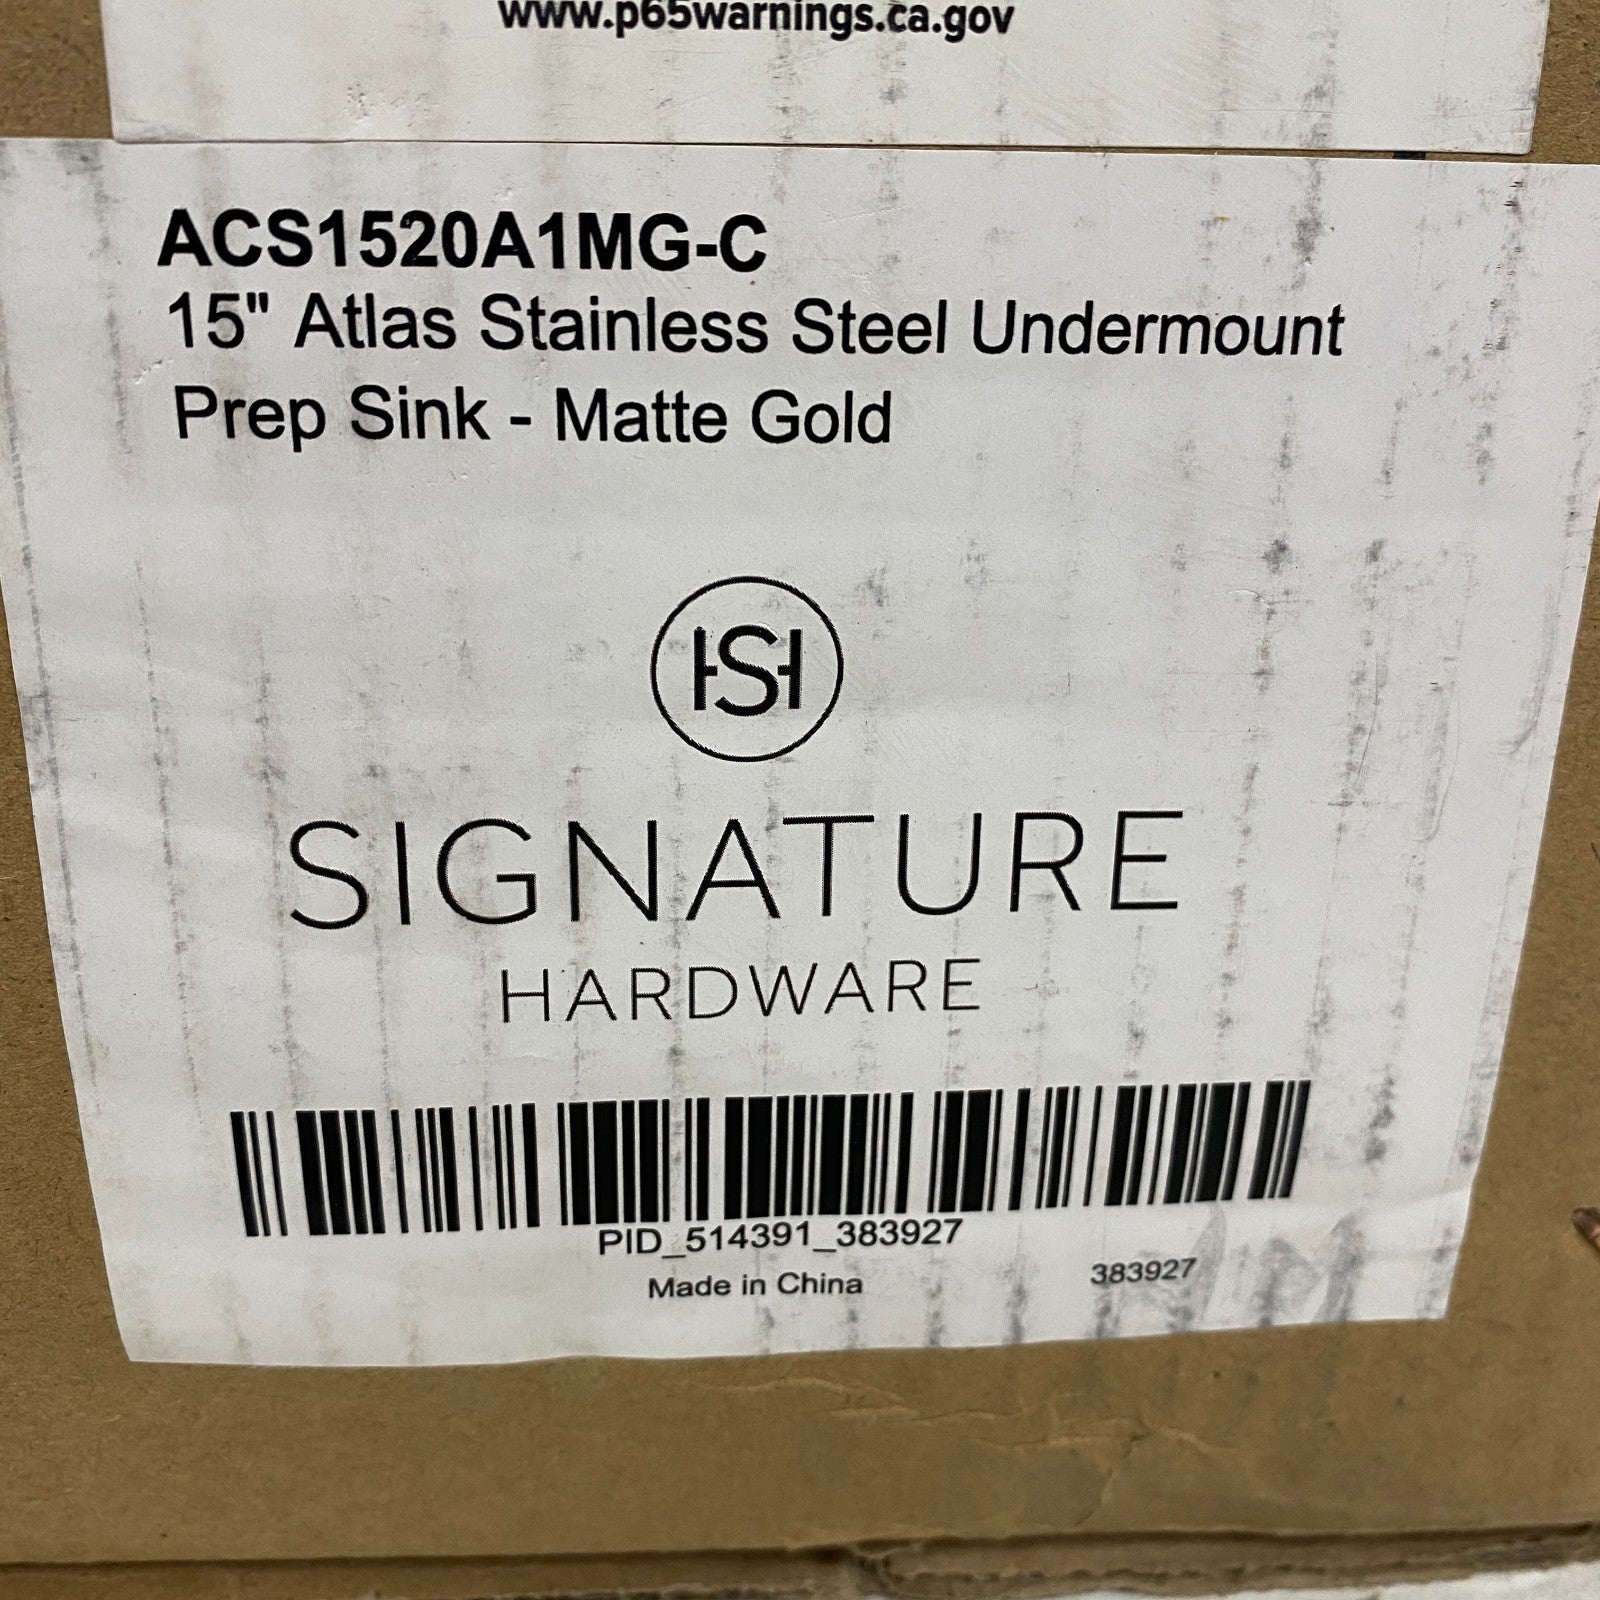 www.p65warnings.ca.gov
ACS1520A1MG-C
15" Atlas Stainless Steel Undermount
Prep Sink - Matte Gold
HSH
SIGNATURE
HARDWARE
PID_514391_383927
Made in China
383927